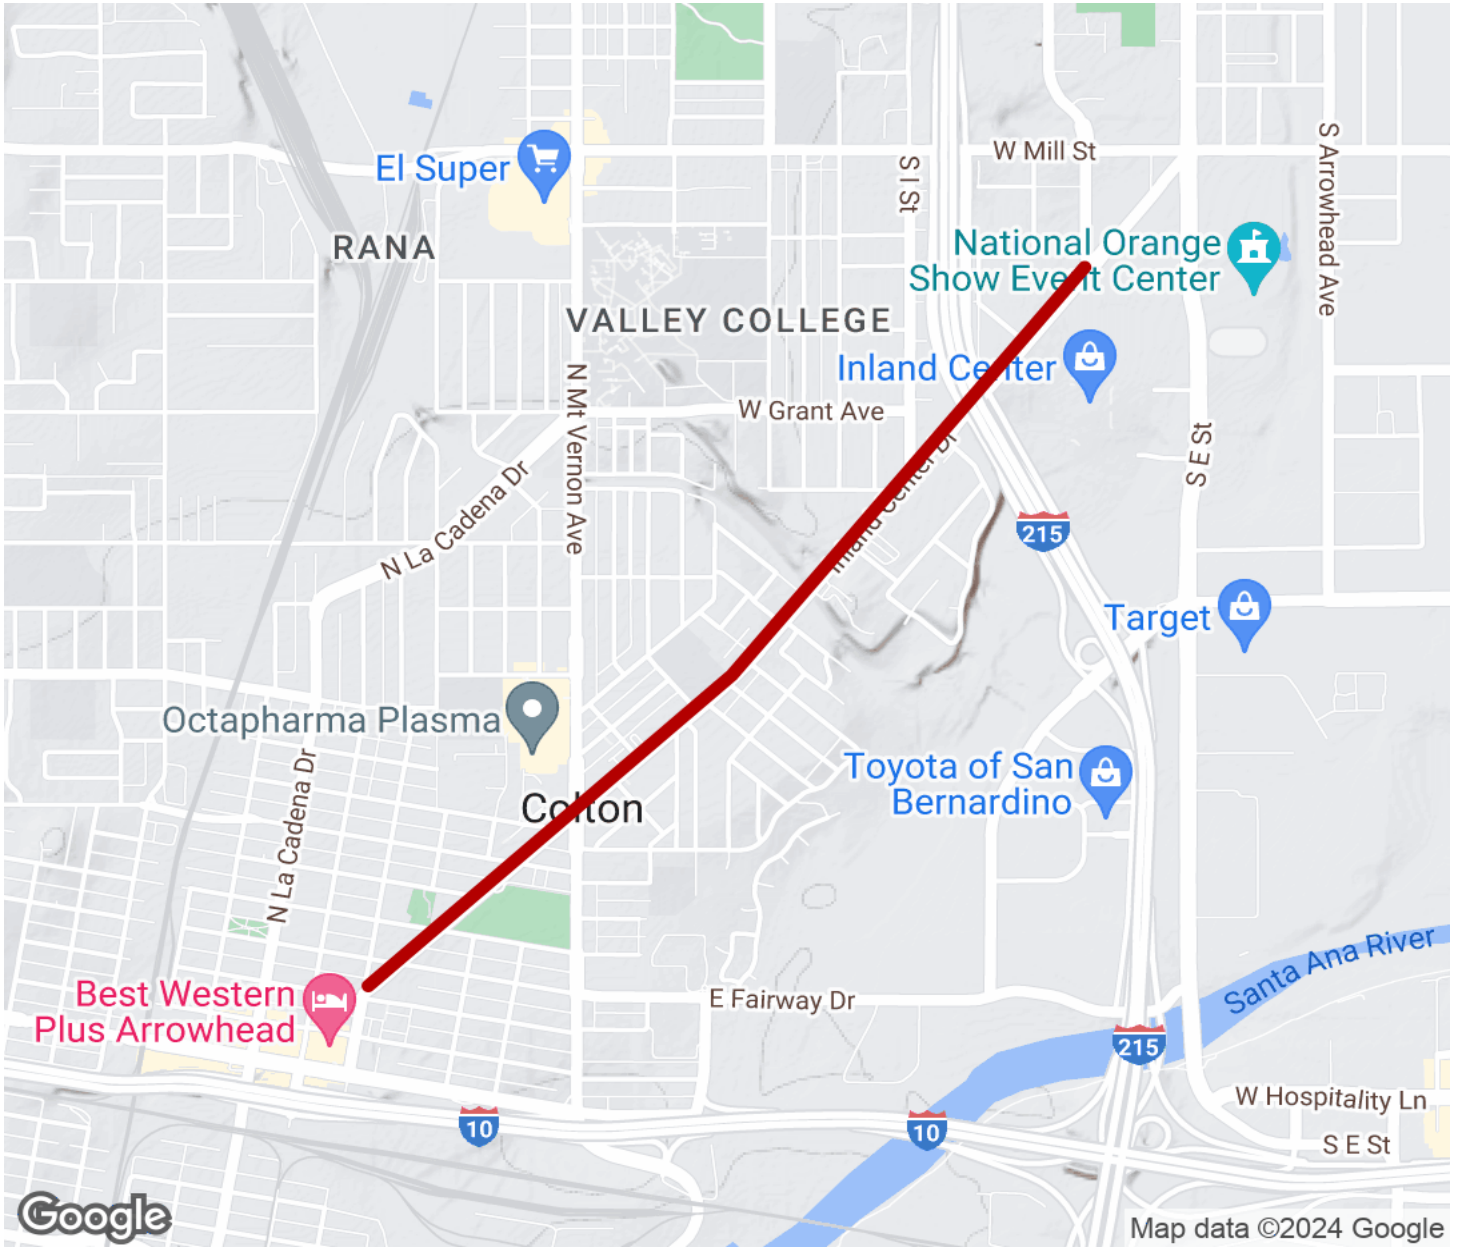 W Mill St
S I St
S Arrowhead Ave
El Super
RANA
National Orange
Show Event Center
VALLEY COLLEGE
Inland Center
N Mt Vernon Ave
W Grant Ave
Inland Center Dr
S E St
N La Cadena Dr
215
Target
Octapharma Plasma
Toyota of San
Bernardino
N La Cadena Dr
Colton
Santa Ana River
Best Western
Plus Arrowhead
E Fairway Dr
215
W Hospitality Ln
10
10
S E St
Google
Map data ©2024 Google